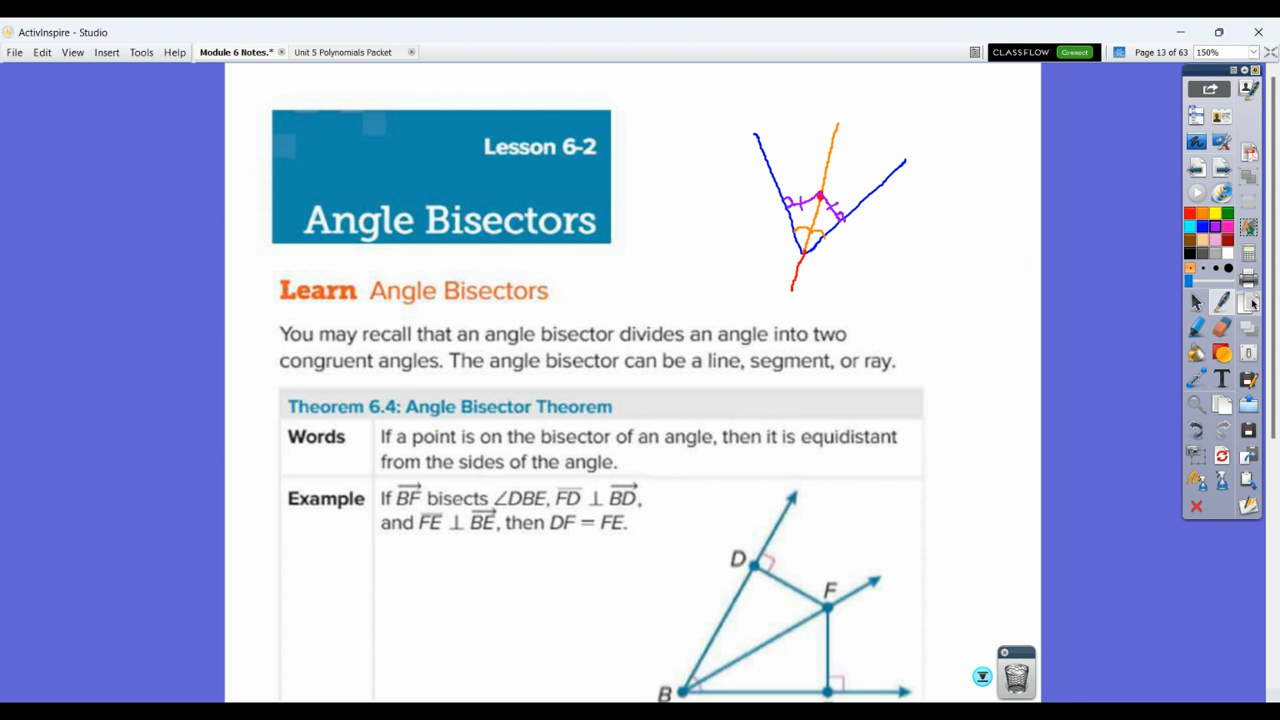 ActivInspire - Studio
File Edit View Insert Tools Help
Module 6 Notes.*
Unit 5 Polynomials Packet
CLASSFLOW Connect
Page 13 of 63
150%
Lesson 6-2
Angle Bisectors
Learn Angle Bisectors
You may recall that an angle bisector divides an angle into two
congruent angles. The angle bisector can be a line, segment, or ray.
Theorem 6.4: Angle Bisector Theorem
Words If a point is on the bisector of an angle, then it is equidistant
from the sides of the angle.
Example If BF bisects ∠DBE, FD ⊥ BD,
and FE ⊥ BE, then DF = FE.
D
F
B